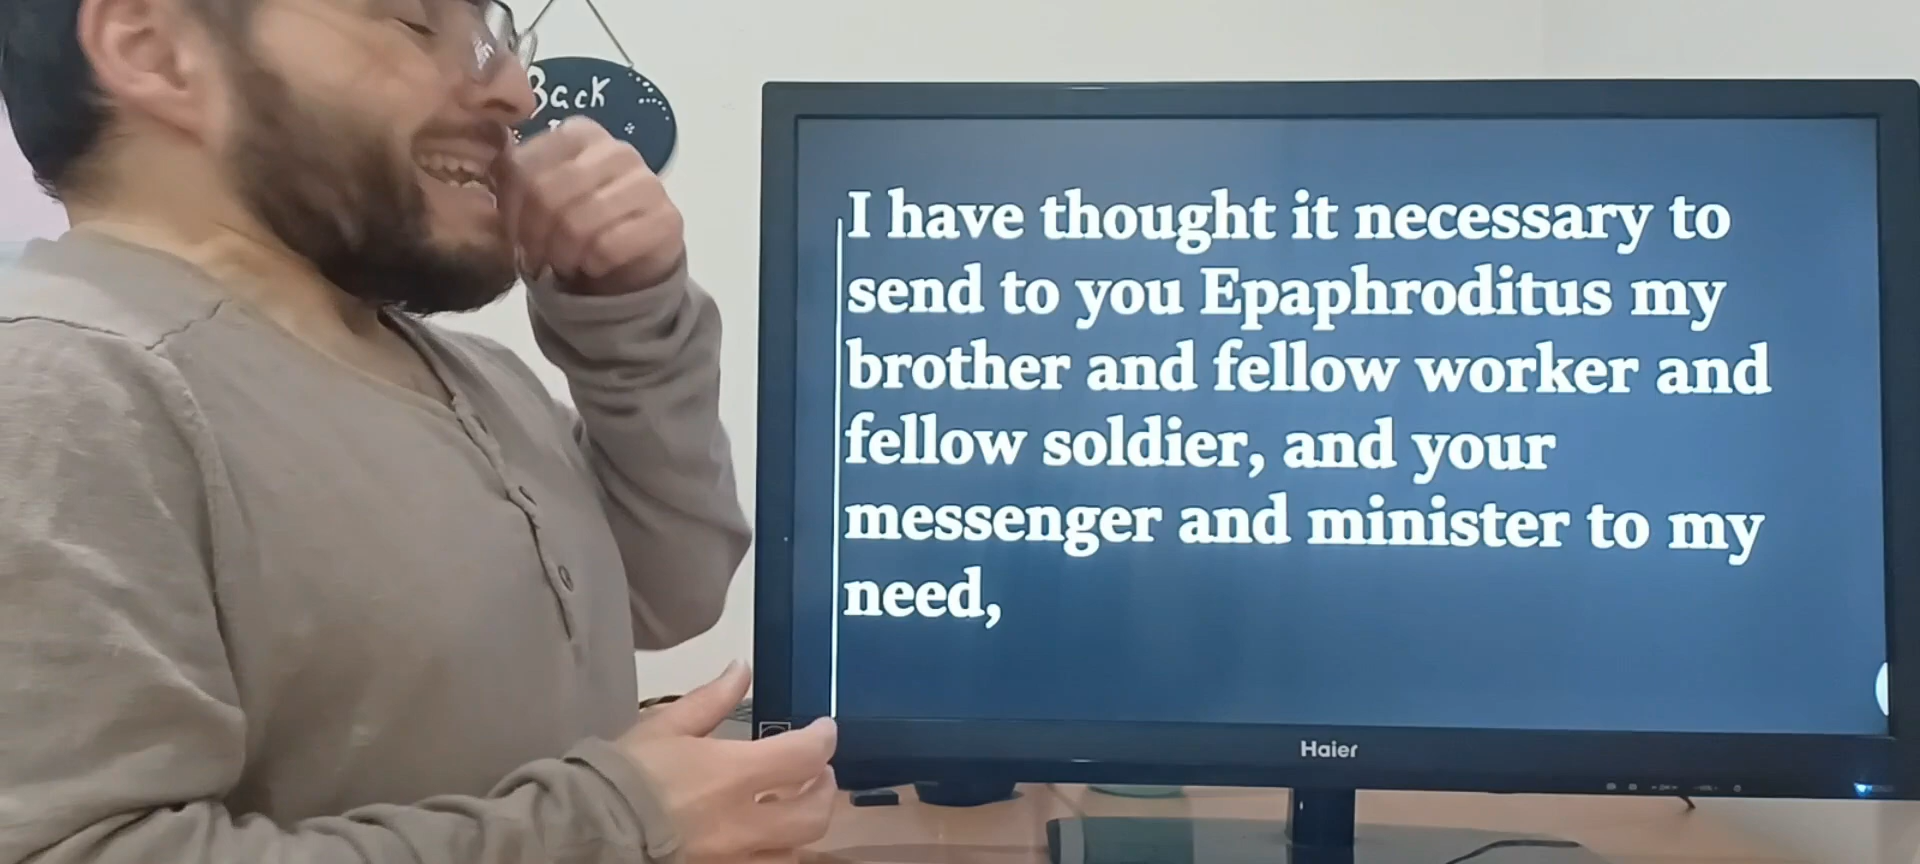 Back
I have thought it necessary to
send to you Epaphroditus my
brother and fellow worker and
fellow soldier, and your
messenger and minister to my
need,
Haier